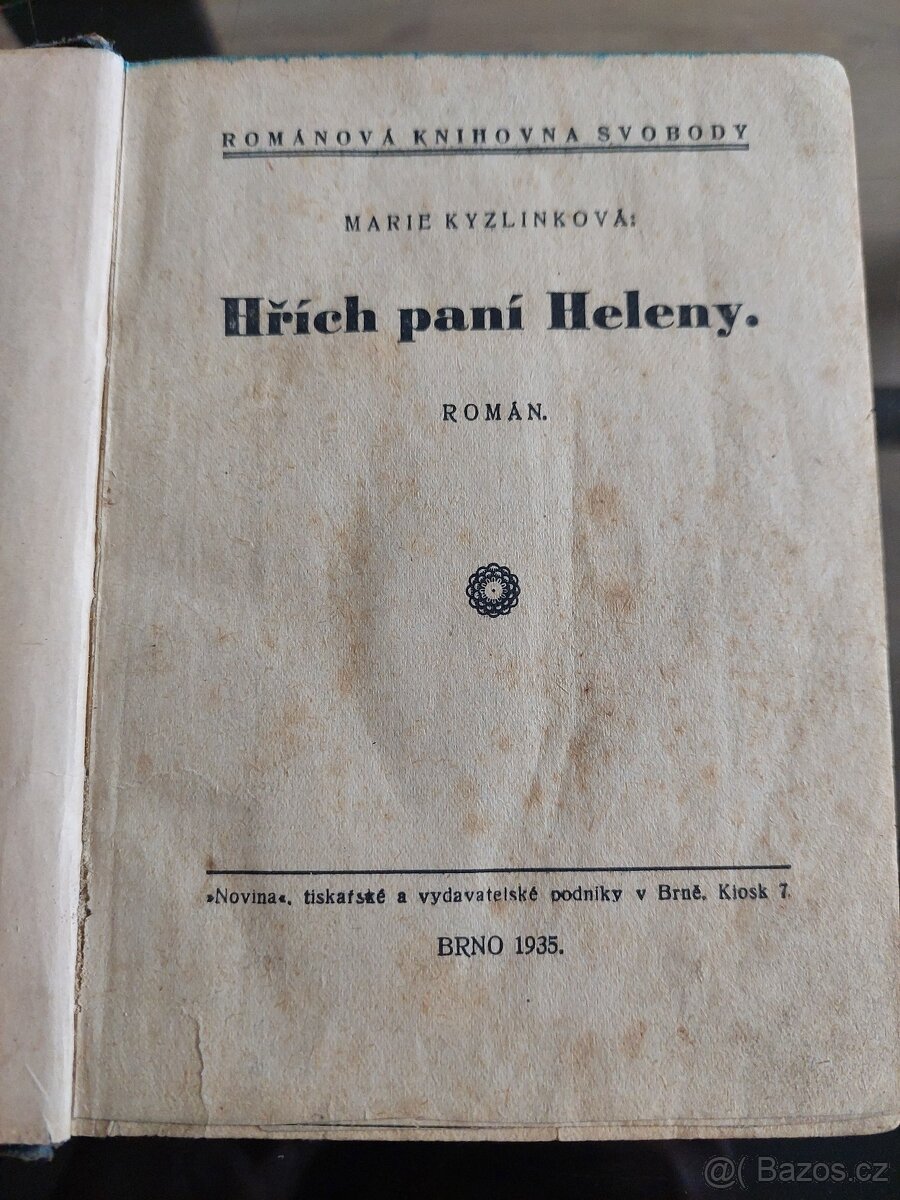 ROMÁNOVÁ KNIHOVNA SVOBODY
MARIE KYZLINKOVÁ:
Hřích paní Heleny.
ROMÁN.
»Novina«, tiskařské a vydavatelské podniky v Brně, Kiosk 7.
BRNO 1935.
@( Bazos.cz